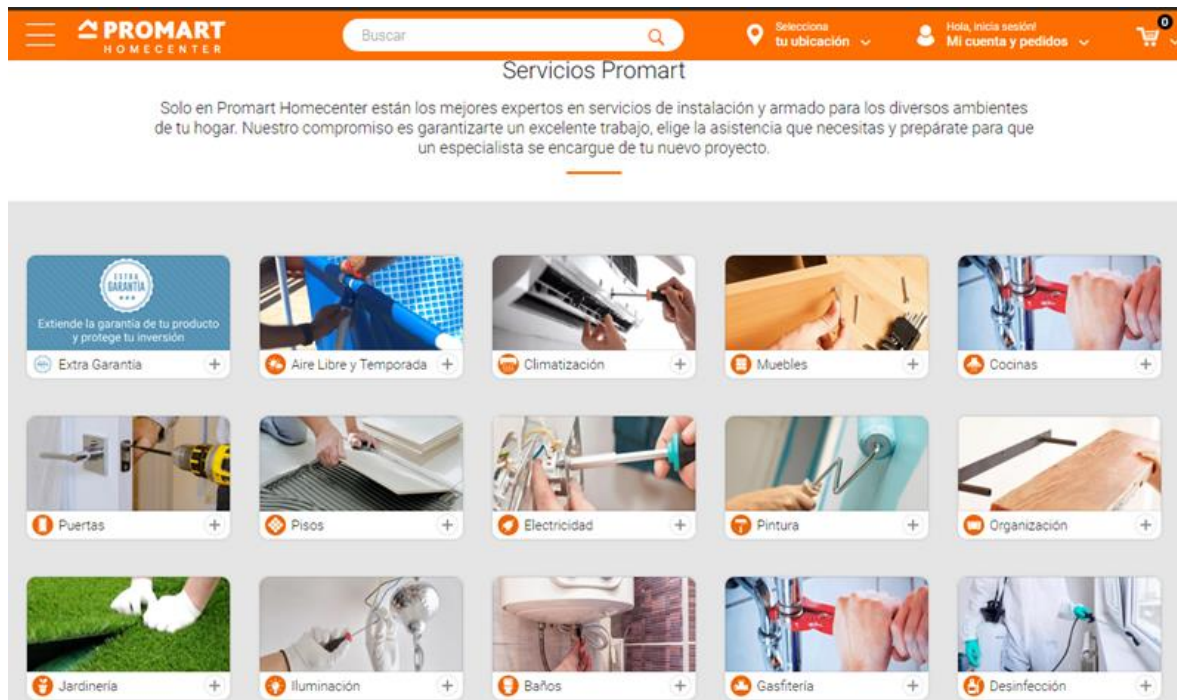 PROMART
HOMECENTER
Buscar
Selecciona
tu ubicación
Hola, inicia sesión!
Mi cuenta y pedidos
0
Servicios Promart
Solo en Promart Homecenter están los mejores expertos en servicios de instalación y armado para los diversos ambientes
de tu hogar. Nuestro compromiso es garantizarte un excelente trabajo, elige la asistencia que necesitas y prepárate para que
un especialista se encargue de tu nuevo proyecto.
EXTRA
GARANTÍA
Extiende la garantía de tu producto
y protege tu inversión
Extra Garantía
Aire Libre y Temporada
Climatización
Muebles
Cocinas
Puertas
Pisos
Electricidad
Pintura
Organización
Jardinería
Iluminación
Baños
Gasfitería
Desinfección